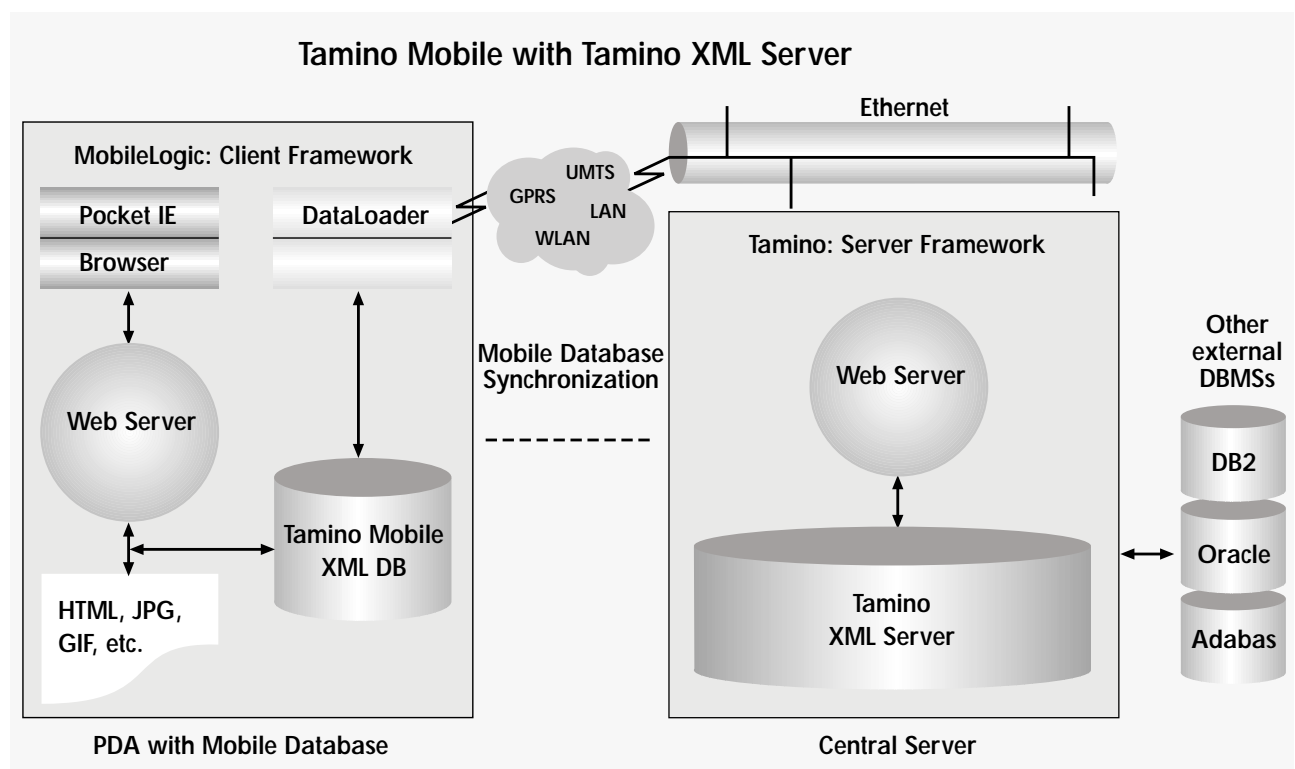 Tamino Mobile with Tamino XML Server
MobileLogic: Client Framework
Pocket IE
Browser
DataLoader
Web Server
Tamino Mobile
XML DB
HTML, JPG,
GIF, etc.
PDA with Mobile Database
UMTS
GPRS
LAN
WLAN
Mobile Database
Synchronization
Ethernet
Tamino: Server Framework
Web Server
Tamino
XML Server
Central Server
Other
external
DBMSs
DB2
Oracle
Adabas